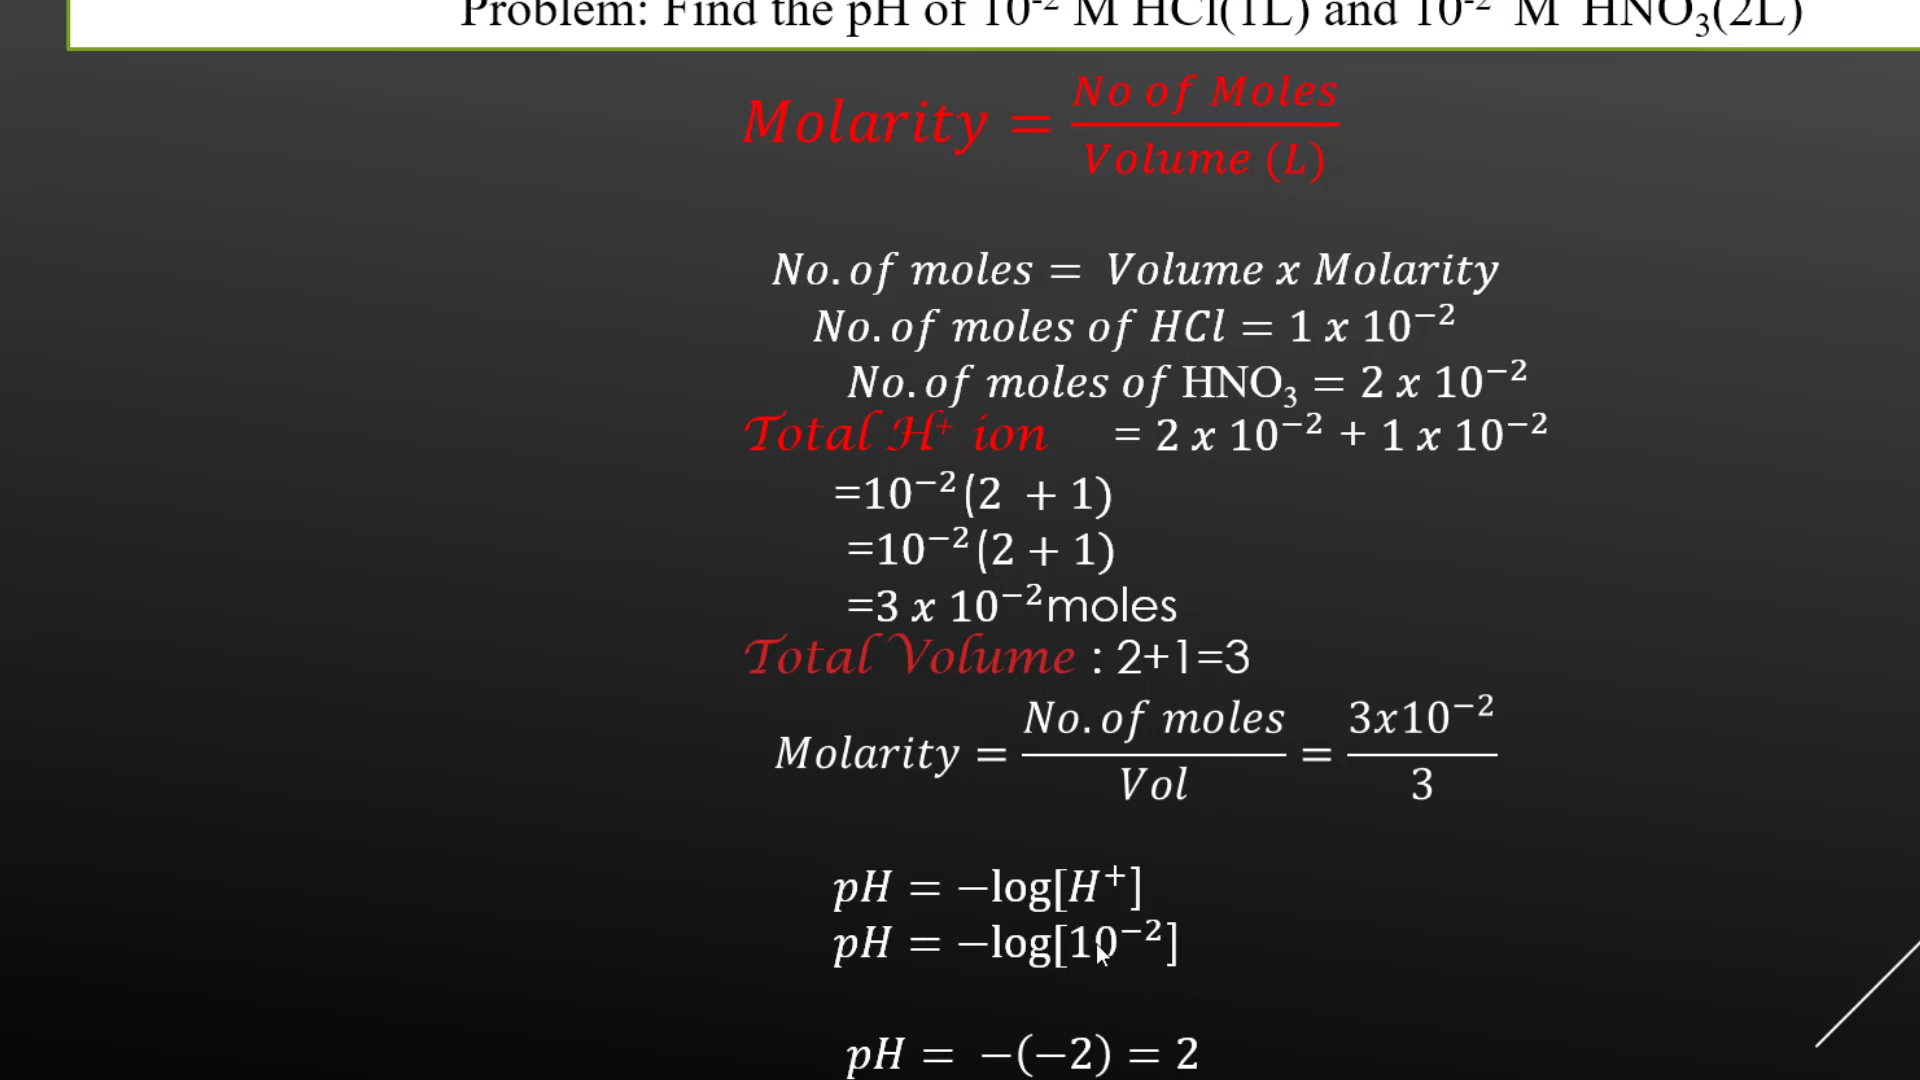 Problem: Find the pH of 10⁻² M HCl(1L) and 10⁻² M HNO₃(2L)
Molarity = No of Moles / Volume (L)
No. of moles = Volume x Molarity
No. of moles of HCl = 1 x 10⁻²
No. of moles of HNO₃ = 2 x 10⁻²
Total H⁺ ion = 2 x 10⁻² + 1 x 10⁻²
=10⁻²(2 + 1)
=10⁻²(2 + 1)
=3 x 10⁻²moles
Total Volume : 2+1=3
Molarity = No. of moles / Vol = 3x10⁻² / 3
pH = −log[H⁺]
pH = −log[10⁻²]
pH = −(−2) = 2